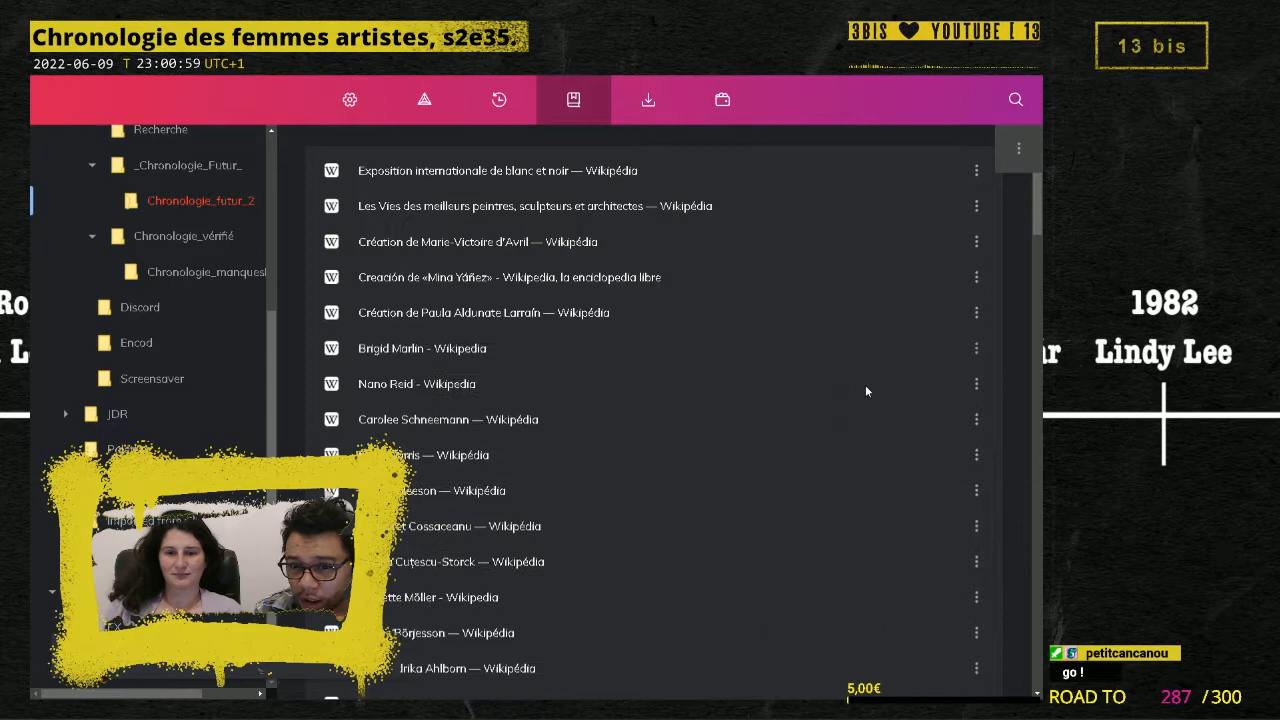 Chronologie des femmes artistes, s2e35.
2022-06-09 T 23:00:59 UTC+1
3BIS YOUTUBE [ 13
13 bis
Recherche
_Chronologie_Futur_
Chronologie_futur_2
Chronologie_vérifié
Chronologie_manques
Discord
Encod
Screensaver
JDR
Exposition internationale de blanc et noir — Wikipédia
Les Vies des meilleurs peintres, sculpteurs et architectes — Wikipédia
Création de Marie-Victoire d'Avril — Wikipédia
Creación de «Mina Yáñez» - Wikipedia, la enciclopedia libre
Création de Paula Aldunate Larraín — Wikipédia
Brigid Marlin - Wikipedia
Nano Reid - Wikipedia
Carolee Schneemann — Wikipédia
— Wikipédia
— Wikipédia
Cossaceanu — Wikipédia
Cuțescu-Storck — Wikipédia
Möller - Wikipedia
Börjesson — Wikipédia
Ahlborn — Wikipédia
1982
Lindy Lee
petitcancanou
go !
5,00€
ROAD TO 287 / 300